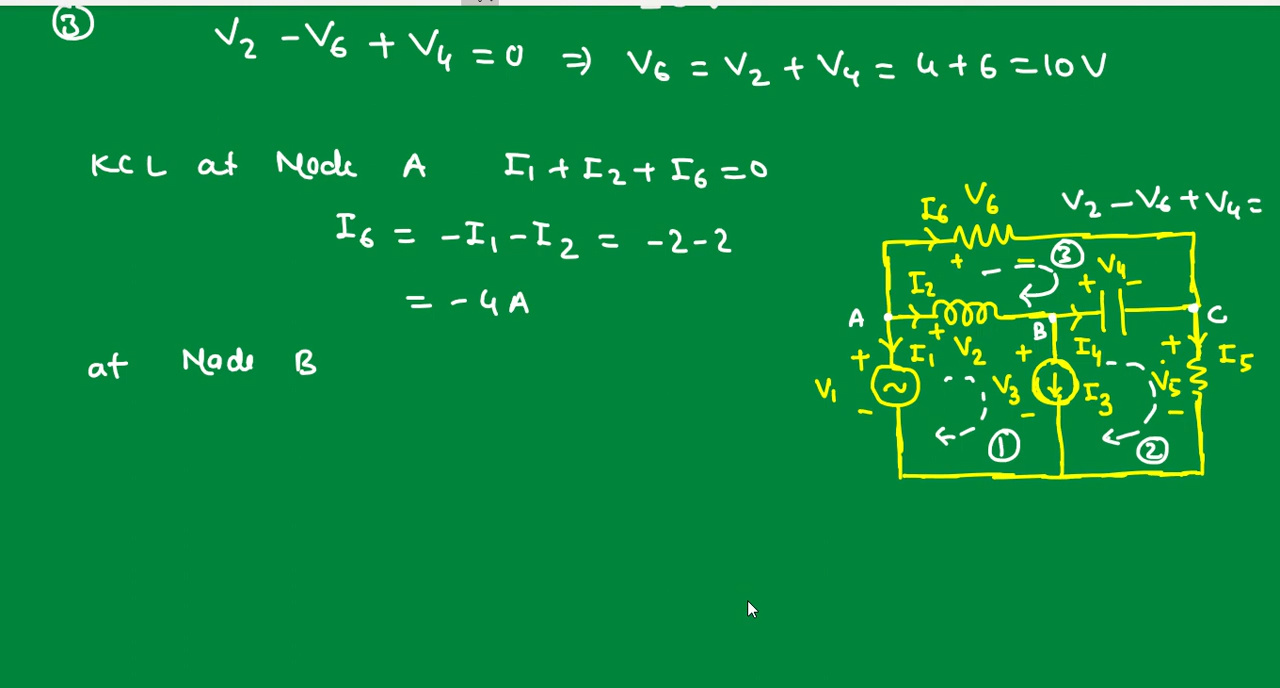 ③ V2 - V6 + V4 = 0 ⇒ V6 = V2 + V4 = 4 + 6 = 10 V
KCL at Node A I1 + I2 + I6 = 0
I6 = -I1 - I2 = -2 - 2
= - 4 A
at Node B
V2 - V6 + V4 =
I6 V6
+ - ③ V4
I2 + -
A B C
+ I1 + V2 + I4 + I5
V1 V3 I3 V5
- - -
① ②